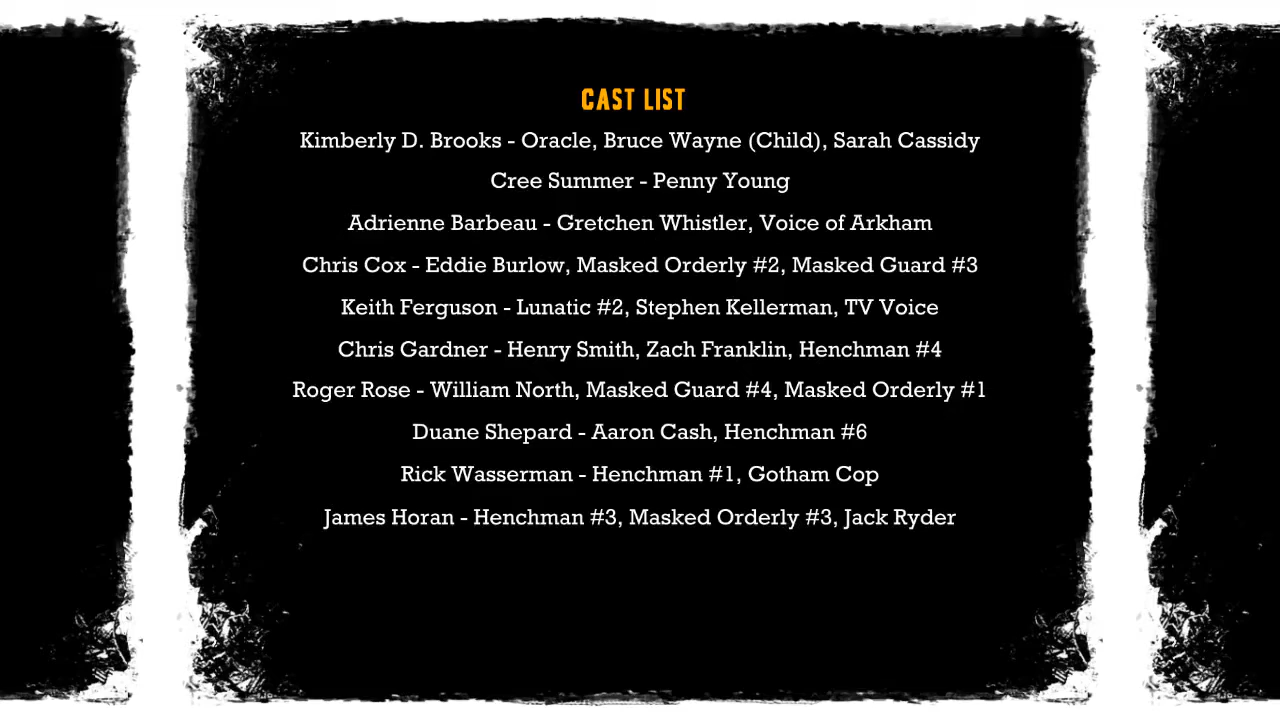 CAST LIST
Kimberly D. Brooks - Oracle, Bruce Wayne (Child), Sarah Cassidy
Cree Summer - Penny Young
Adrienne Barbeau - Gretchen Whistler, Voice of Arkham
Chris Cox - Eddie Burlow, Masked Orderly #2, Masked Guard #3
Keith Ferguson - Lunatic #2, Stephen Kellerman, TV Voice
Chris Gardner - Henry Smith, Zach Franklin, Henchman #4
Roger Rose - William North, Masked Guard #4, Masked Orderly #1
Duane Shepard - Aaron Cash, Henchman #6
Rick Wasserman - Henchman #1, Gotham Cop
James Horan - Henchman #3, Masked Orderly #3, Jack Ryder